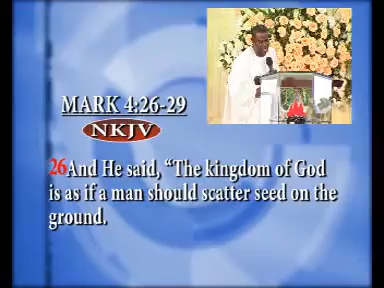 MARK 4:26-29
NKJV
26And He said, “The kingdom of God
is as if a man should scatter seed on the
ground.